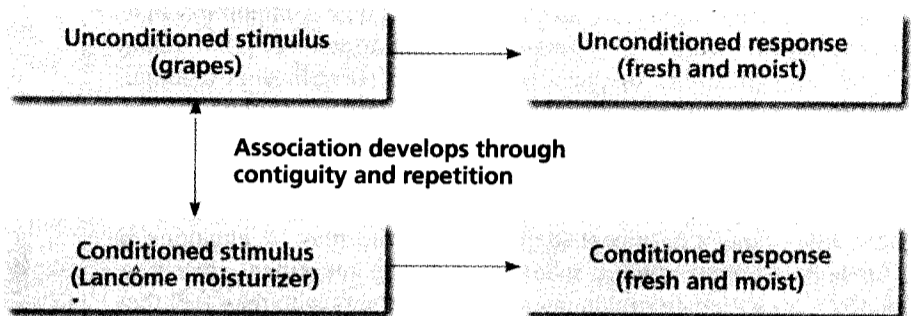 Unconditioned stimulus
(grapes)
Unconditioned response
(fresh and moist)
Association develops through
contiguity and repetition
Conditioned stimulus
(Lancôme moisturizer)
Conditioned response
(fresh and moist)